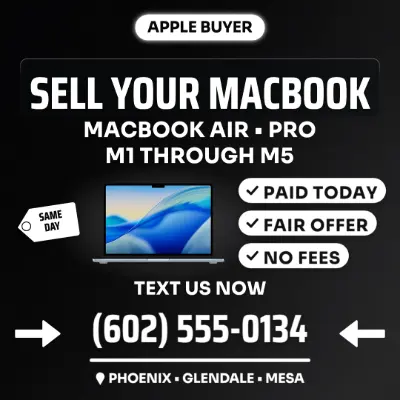 APPLE BUYER
SELL YOUR MACBOOK
MACBOOK AIR ▪ PRO
M1 THROUGH M5
✓ PAID TODAY
SAME
DAY
✓ FAIR OFFER
✓ NO FEES
TEXT US NOW
(602) 555-0134
PHOENIX ▪ GLENDALE ▪ MESA